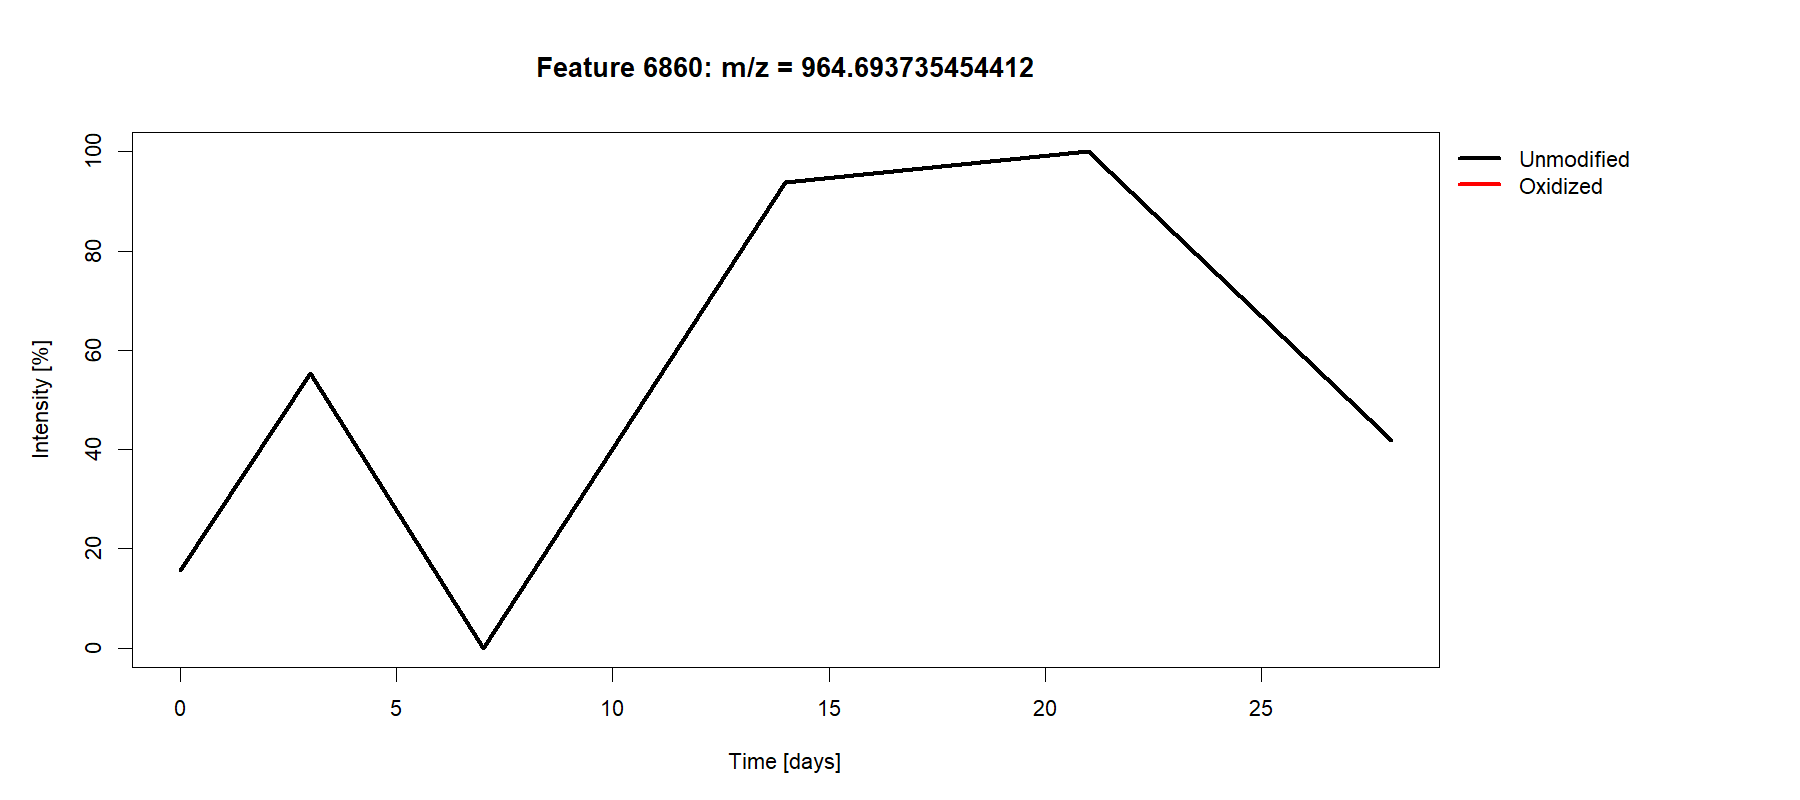 Feature 6860: m/z = 964.693735454412
Unmodified
Oxidized
Intensity [%]
100
80
60
40
20
0
0 5 10 15 20 25
Time [days]